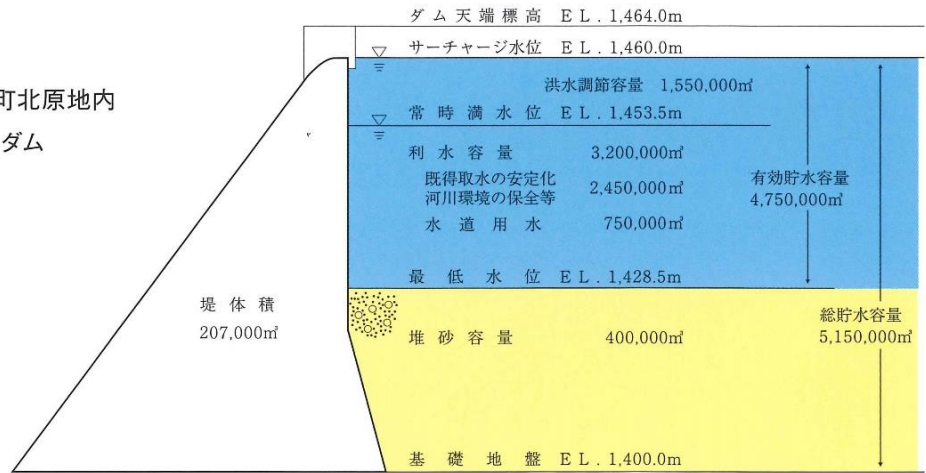 ダム天端標高 EL. 1,464.0m
サーチャージ水位 EL. 1,460.0m
町北原地内
ダム
洪水調節容量 1,550,000㎥
常時満水位 EL. 1,453.5m
利水容量 3,200,000㎥
既得取水の安定化
河川環境の保全等 2,450,000㎥
水道用水 750,000㎥
有効貯水容量
4,750,000㎥
最低水位 EL. 1,428.5m
堤体積
207,000㎥
堆砂容量 400,000㎥
総貯水容量
5,150,000㎥
基礎地盤 EL. 1,400.0m